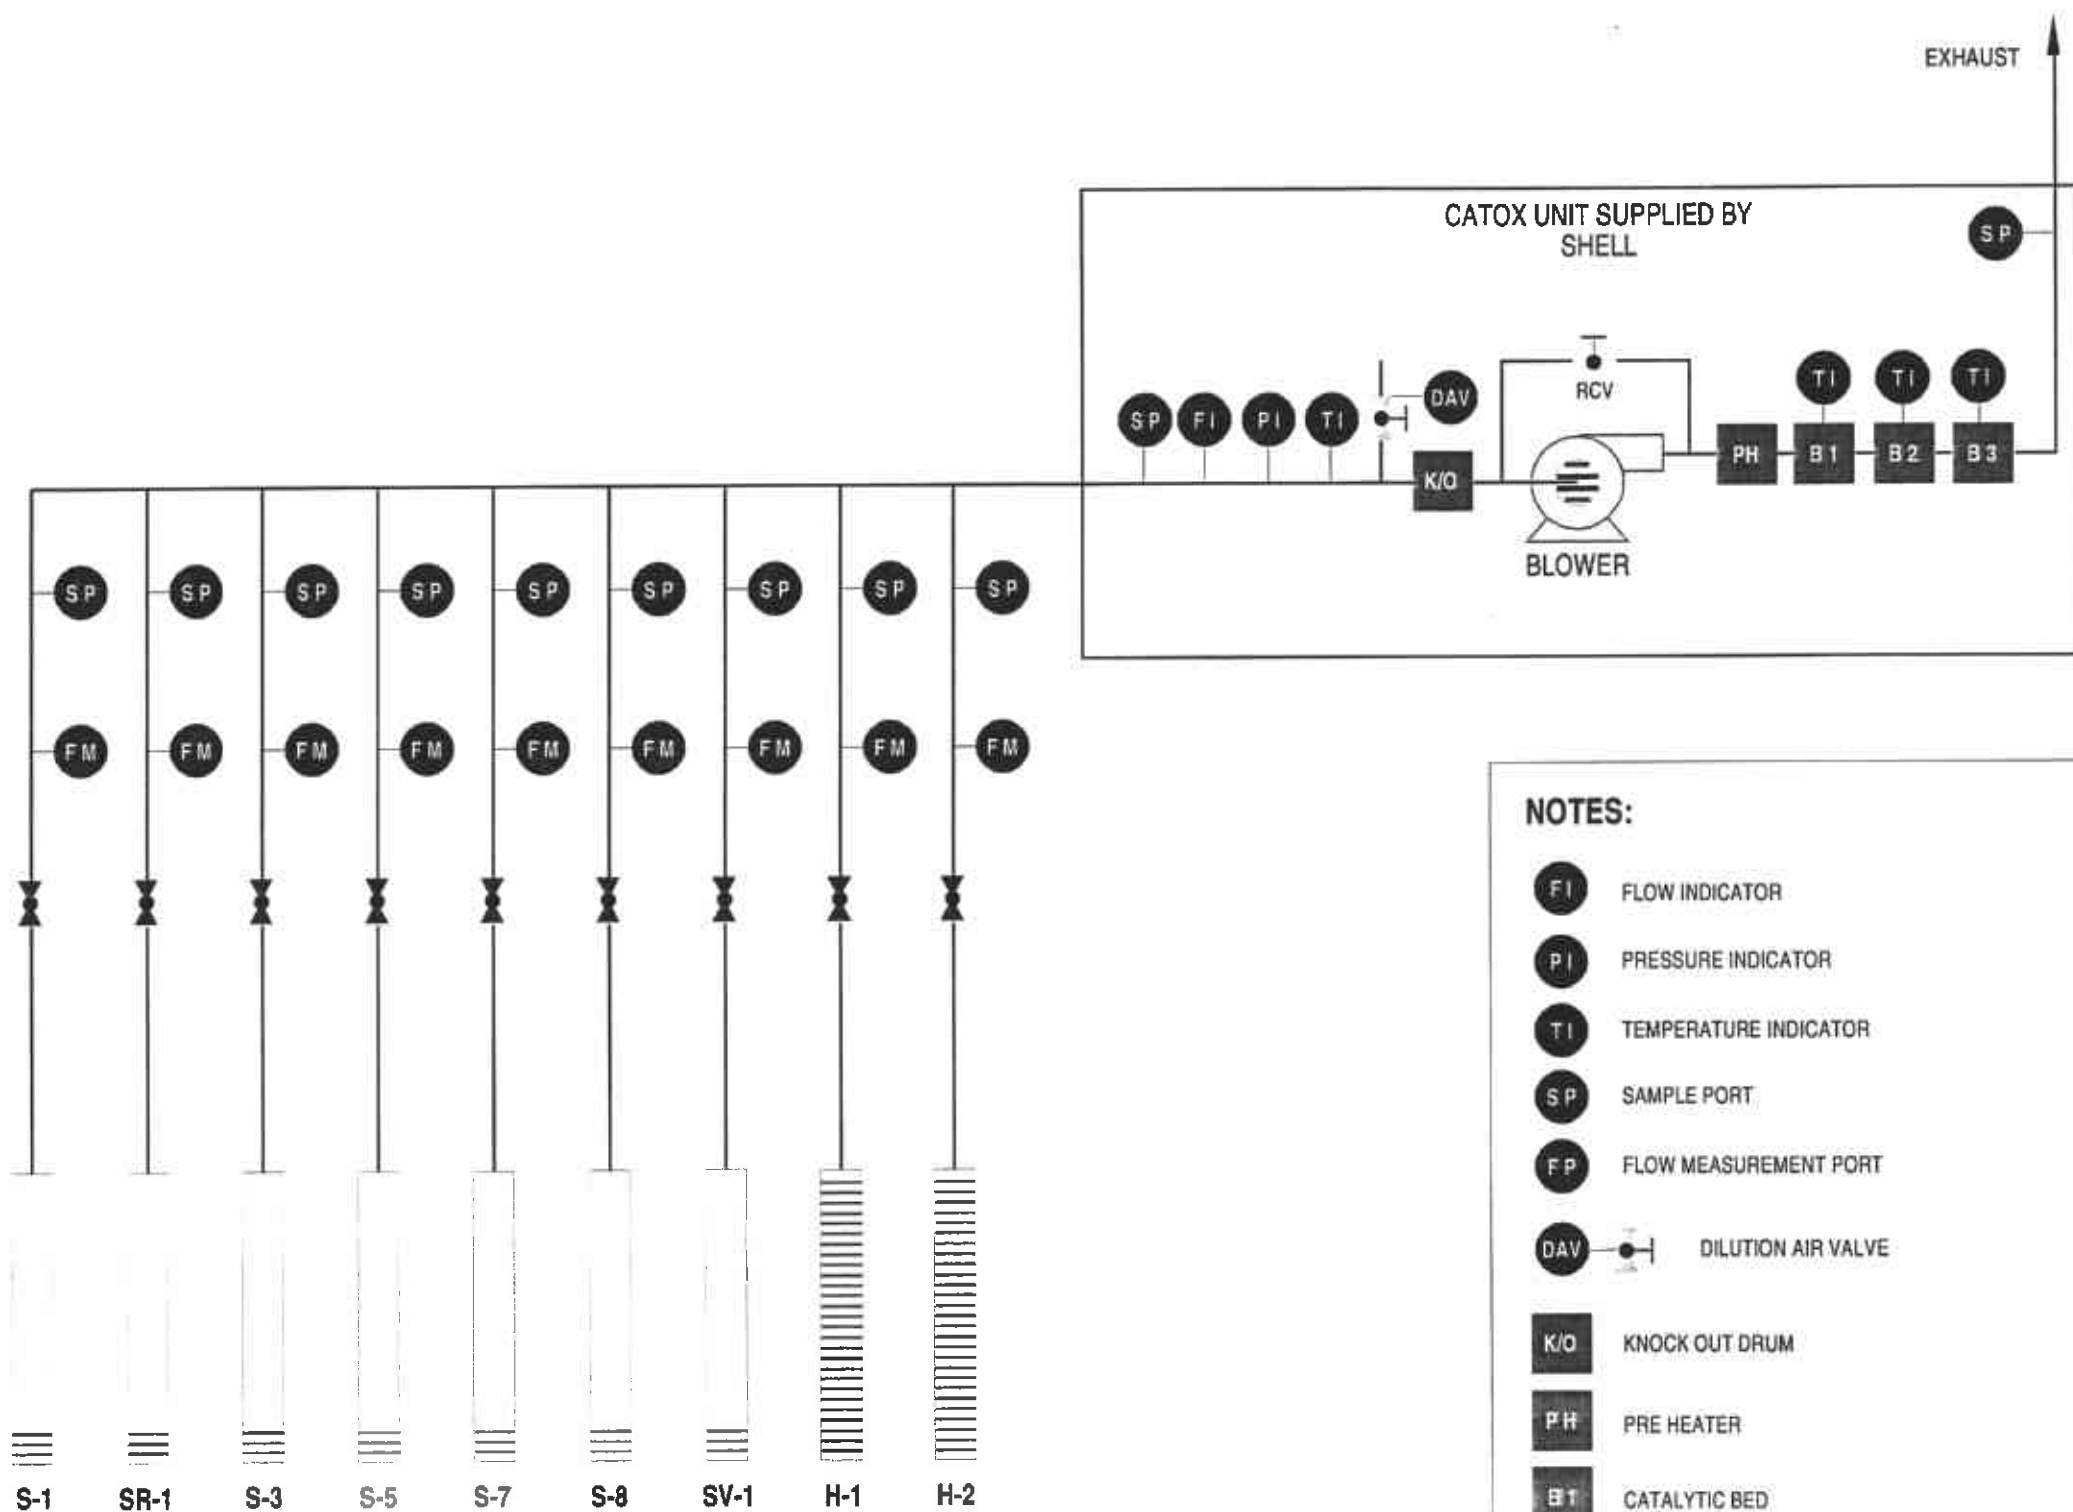 EXHAUST
CATOX UNIT SUPPLIED BY
SHELL
SP
RCV
TI TI TI
SP FI PI TI DAV
K/O
PH B1 B2 B3
BLOWER
SP SP SP SP SP SP SP SP SP
FM FM FM FM FM FM FM FM FM
S-1 SR-1 S-3 S-5 S-7 S-8 SV-1 H-1 H-2
NOTES:
FI FLOW INDICATOR
PI PRESSURE INDICATOR
TI TEMPERATURE INDICATOR
SP SAMPLE PORT
FP FLOW MEASUREMENT PORT
DAV DILUTION AIR VALVE
K/O KNOCK OUT DRUM
PH PRE HEATER
B1 CATALYTIC BED